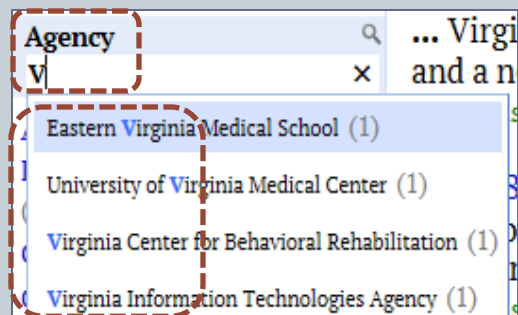 Agency
v
Eastern Virginia Medical School (1)
University of Virginia Medical Center (1)
Virginia Center for Behavioral Rehabilitation (1)
Virginia Information Technologies Agency (1)
... Virgi
and a n